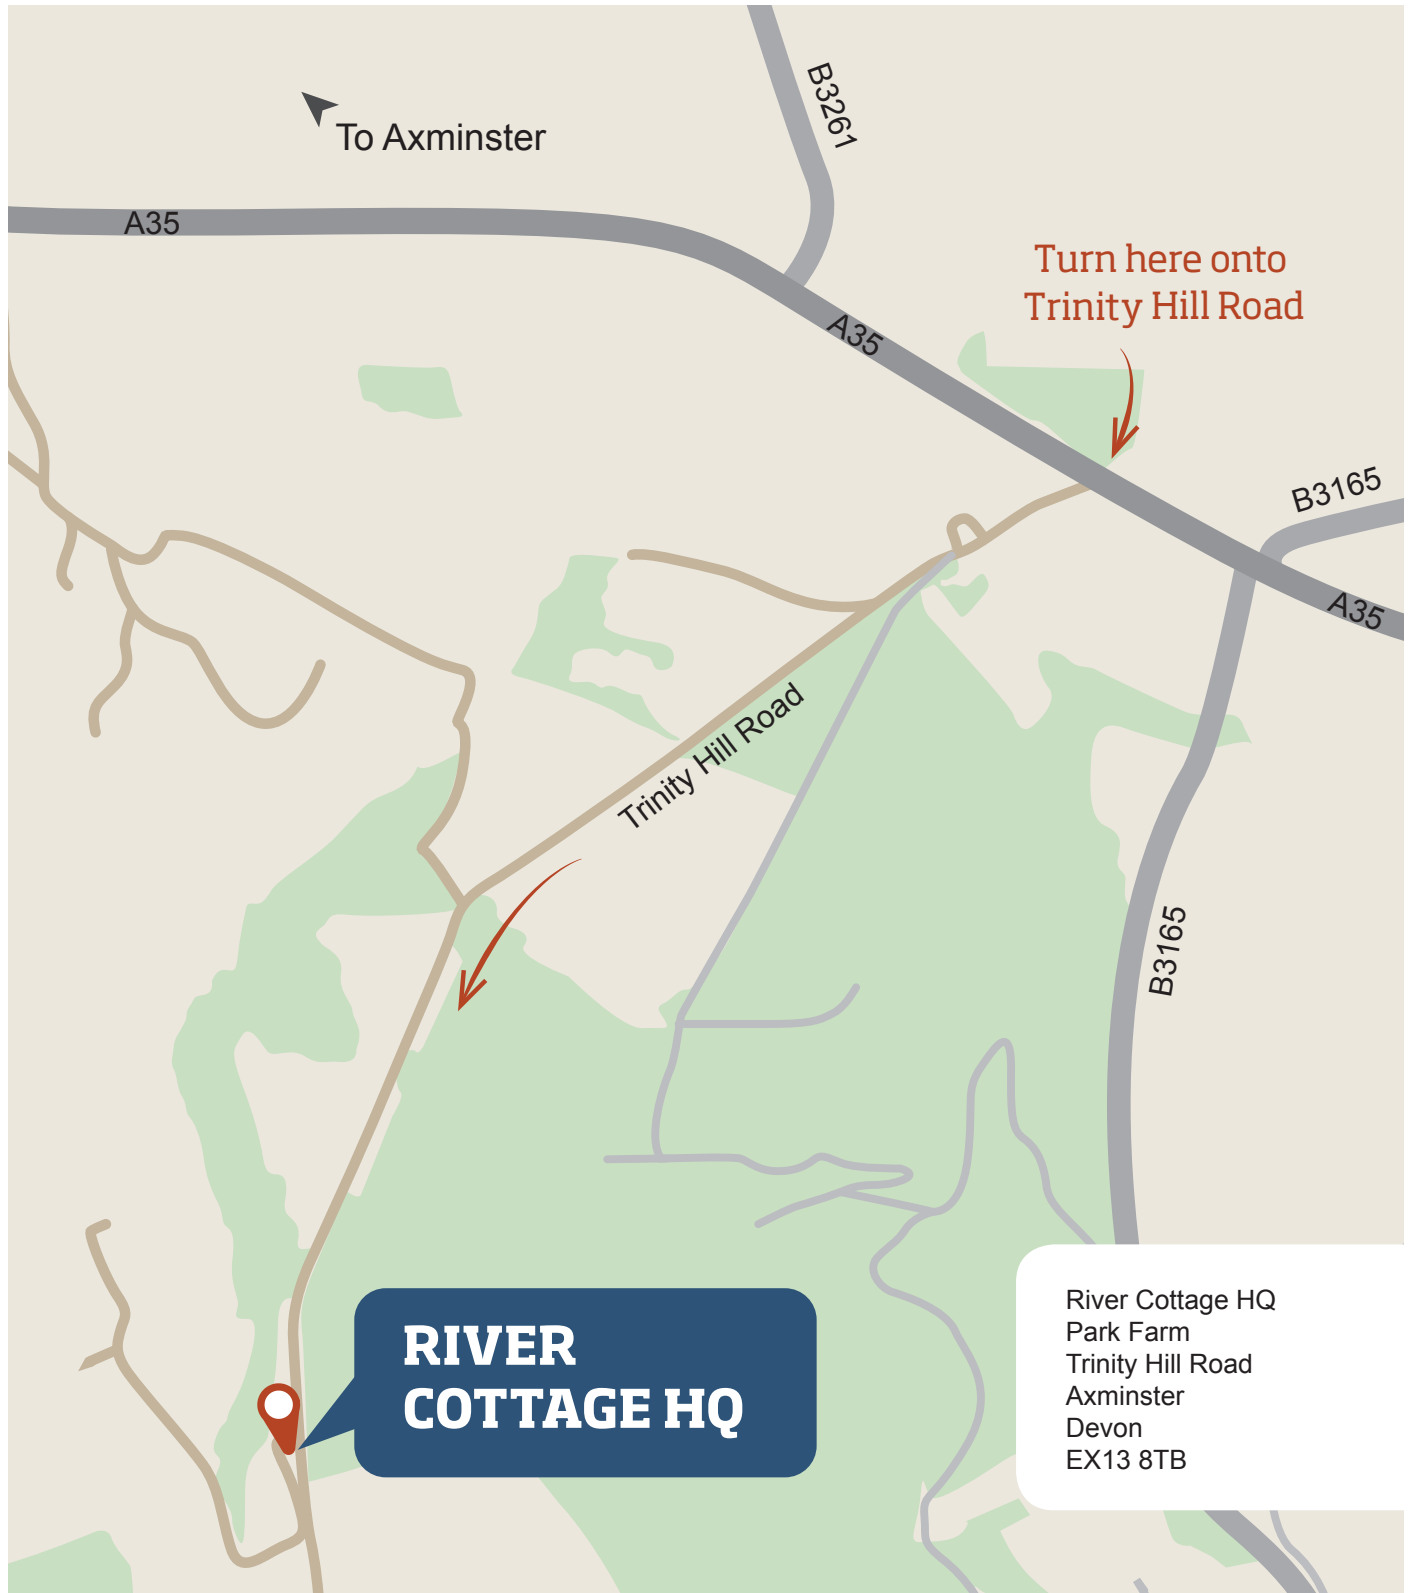 B3261
To Axminster
A35
Turn here onto
Trinity Hill Road
A35
B3165
A35
Trinity Hill Road
B3165
River Cottage HQ
Park Farm
Trinity Hill Road
Axminster
Devon
EX13 8TB
RIVER
COTTAGE HQ